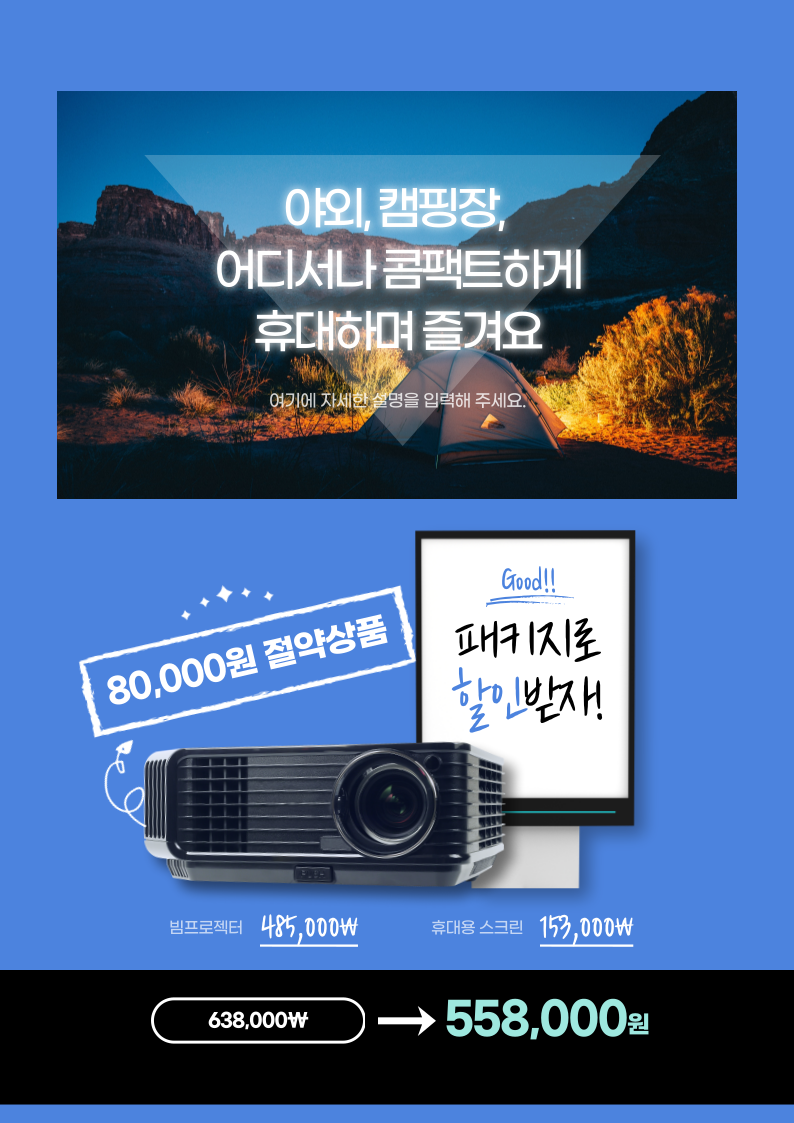 야외, 캠핑장,
어디서나 콤팩트하게
휴대하며 즐겨요
여기에 자세한 설명을 입력해 주세요.
80,000원 절약상품
Good!!
패키지로
할인받자!
빔프로젝터 485,000₩
휴대용 스크린 153,000₩
638,000₩
558,000원